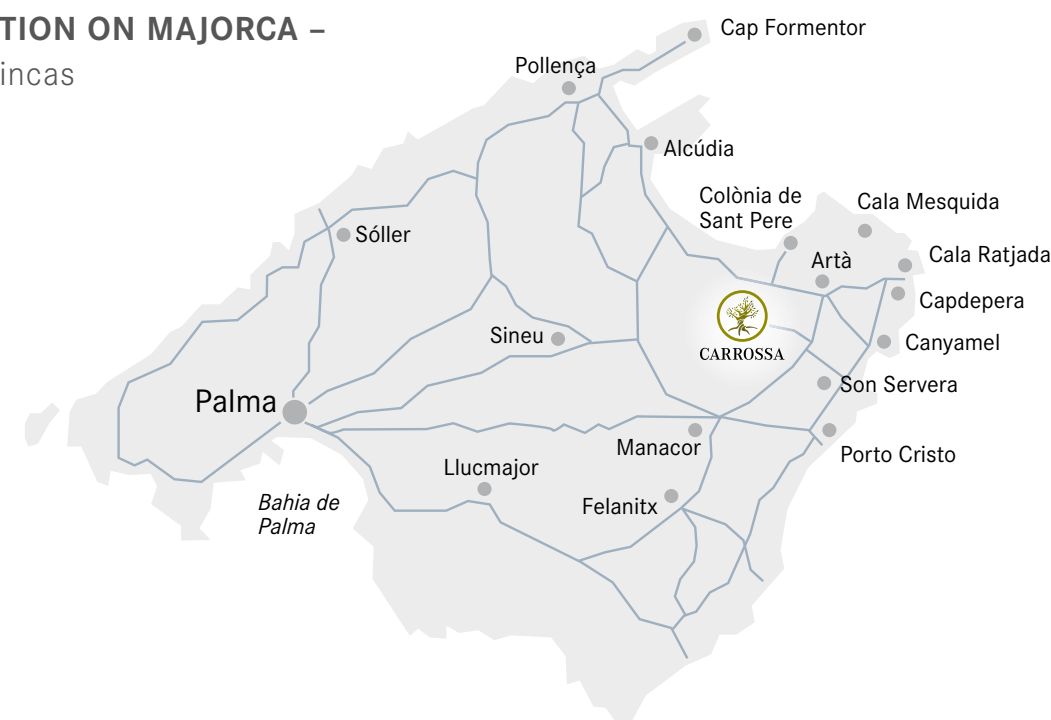 TION ON MAJORCA –
incas
Cap Formentor
Pollença
Alcúdia
Colònia de
Sant Pere
Cala Mesquida
Sóller
Artà
Cala Ratjada
Capdepera
Sineu
CARROSSA
Canyamel
Son Servera
Palma
Manacor
Porto Cristo
Llucmajor
Felanitx
Bahia de
Palma